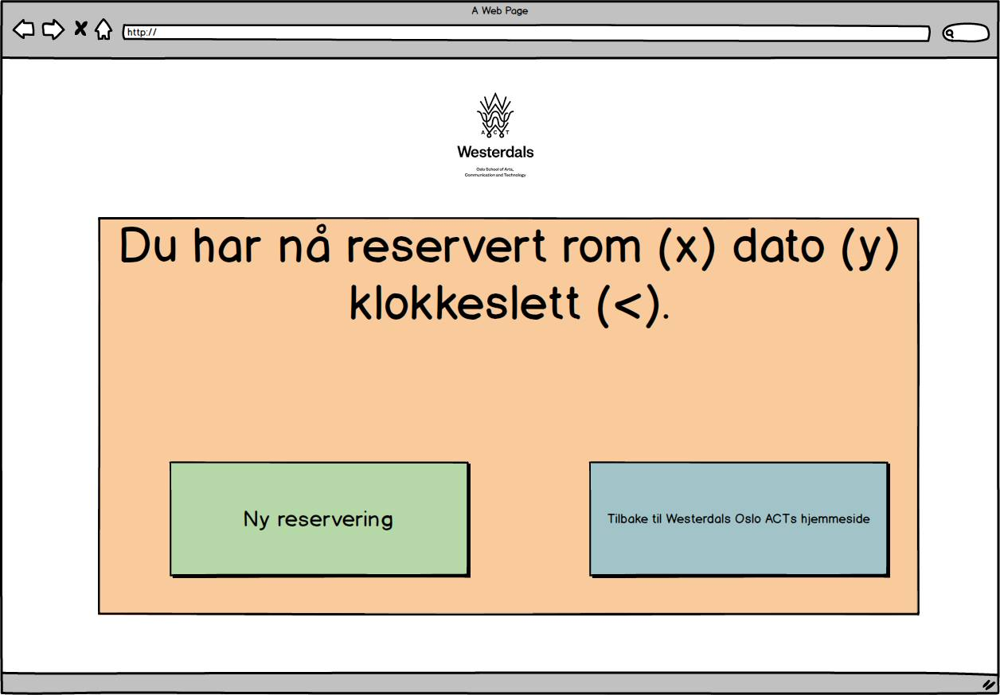 A Web Page
http://
A C T
Westerdals
Oslo School of Arts,
Communication and Technology
Du har nå reservert rom (x) dato (y)
klokkeslett (<).
Ny reservering
Tilbake til Westerdals Oslo ACTs hjemmeside